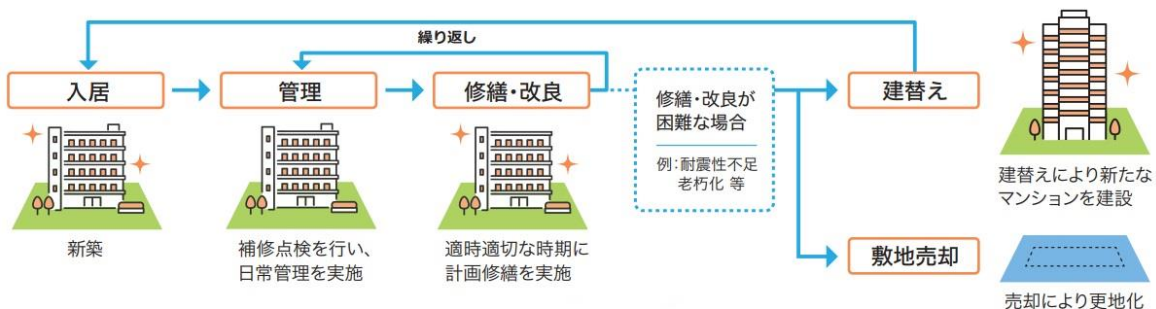 繰り返し
入居
管理
修繕・改良
修繕・改良が
困難な場合
例：耐震性不足
老朽化 等
建替え
敷地売却
新築
補修点検を行い、
日常管理を実施
適時適切な時期に
計画修繕を実施
建替えにより新たな
マンションを建設
売却により更地化